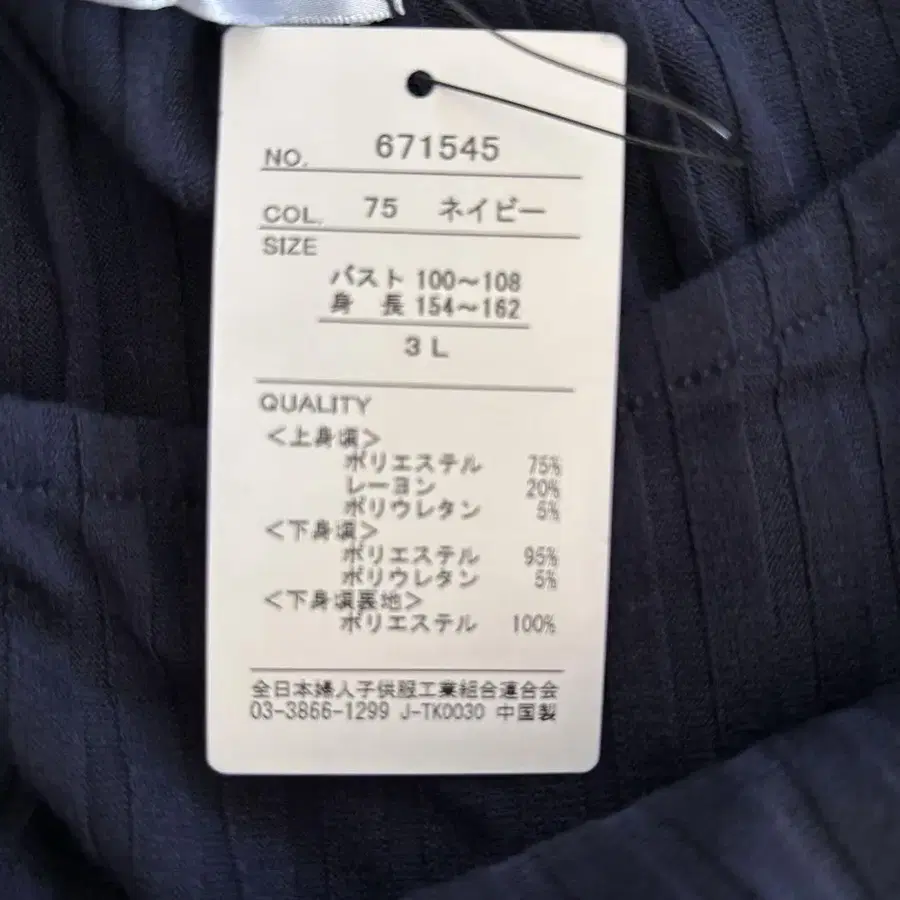 NO. 671545
COL. 75 ネイビー
SIZE
バスト 100~108
身 長 154~162
3L
QUALITY
<上身頃>
ポリエステル 75%
レーヨン 20%
ポリウレタン 5%
<下身頃>
ポリエステル 95%
ポリウレタン 5%
<下身頃裏地>
ポリエステル 100%
全日本婦人子供服工業組合連合会
03-3866-1299 J-TK0030 中国製